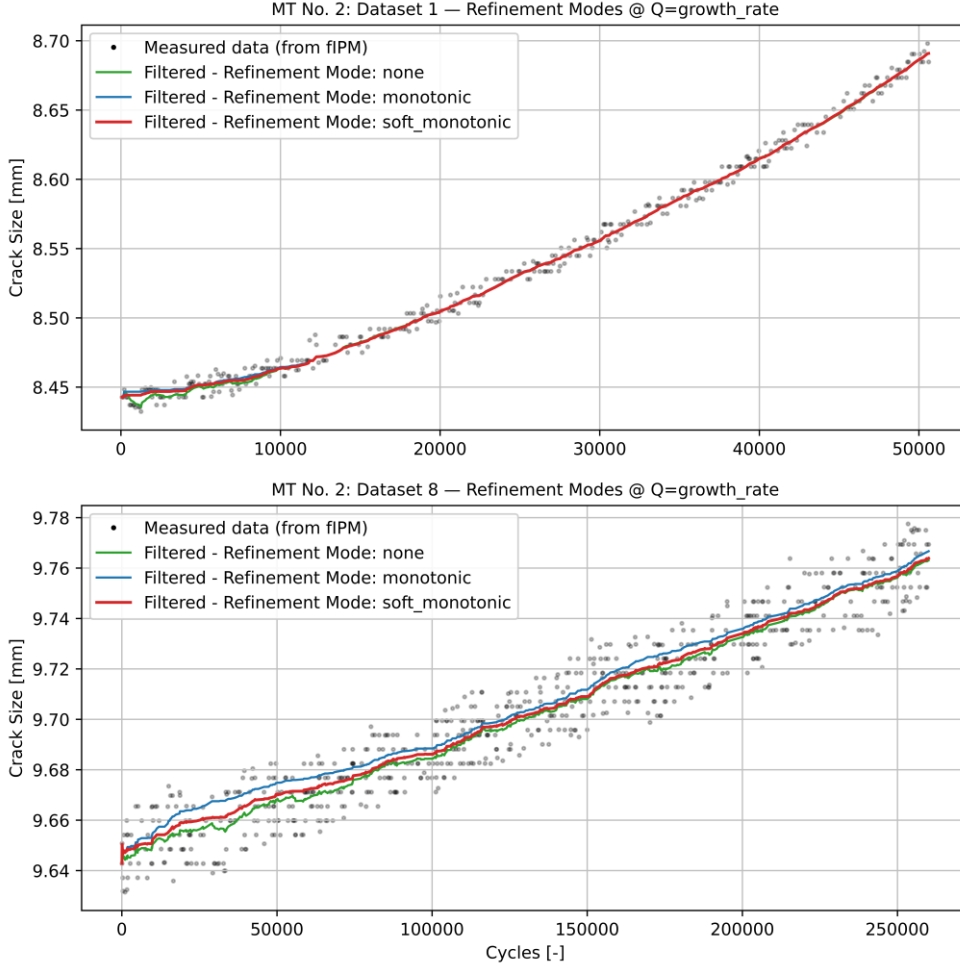 MT No. 2: Dataset 1 — Refinement Modes @ Q=growth_rate
8.70
8.65
8.60
8.55
8.50
8.45
Crack Size [mm]
Measured data (from fIPM)
Filtered - Refinement Mode: none
Filtered - Refinement Mode: monotonic
Filtered - Refinement Mode: soft_monotonic
0
10000
20000
30000
40000
50000
MT No. 2: Dataset 8 — Refinement Modes @ Q=growth_rate
9.78
9.76
9.74
9.72
9.70
9.68
9.66
9.64
Crack Size [mm]
Measured data (from fIPM)
Filtered - Refinement Mode: none
Filtered - Refinement Mode: monotonic
Filtered - Refinement Mode: soft_monotonic
0
50000
100000
150000
200000
250000
Cycles [-]